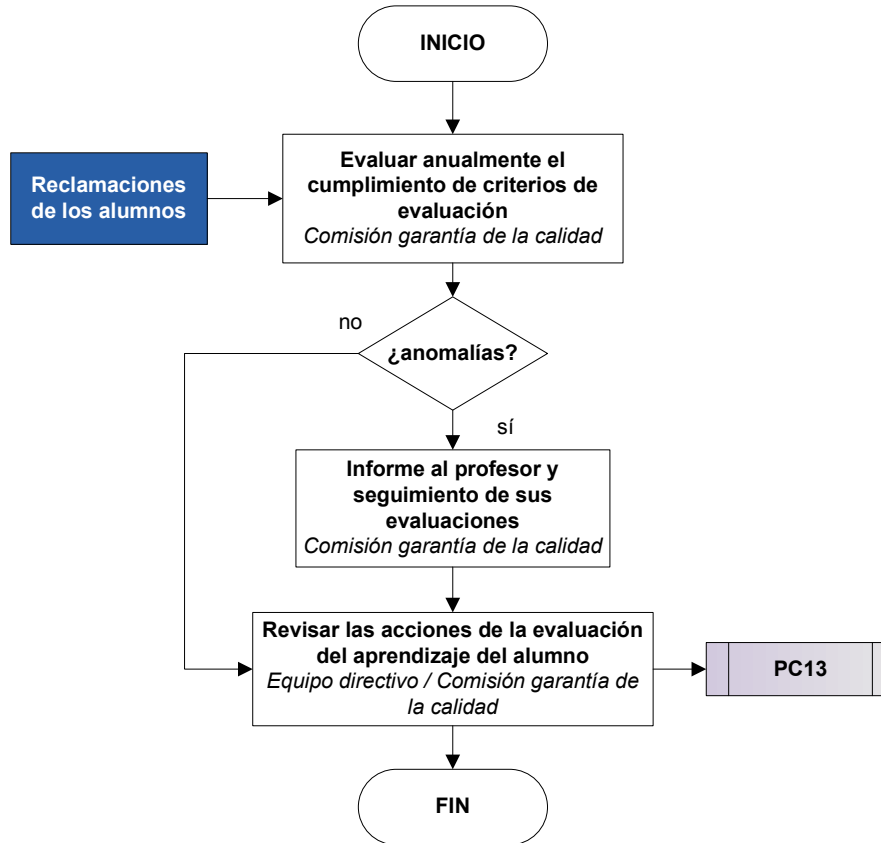 INICIO
Reclamaciones
de los alumnos
Evaluar anualmente el
cumplimiento de criterios de
evaluación
Comisión garantía de la calidad
no
¿anomalías?
sí
Informe al profesor y
seguimiento de sus
evaluaciones
Comisión garantía de la calidad
Revisar las acciones de la evaluación
del aprendizaje del alumno
Equipo directivo / Comisión garantía de
la calidad
PC13
FIN